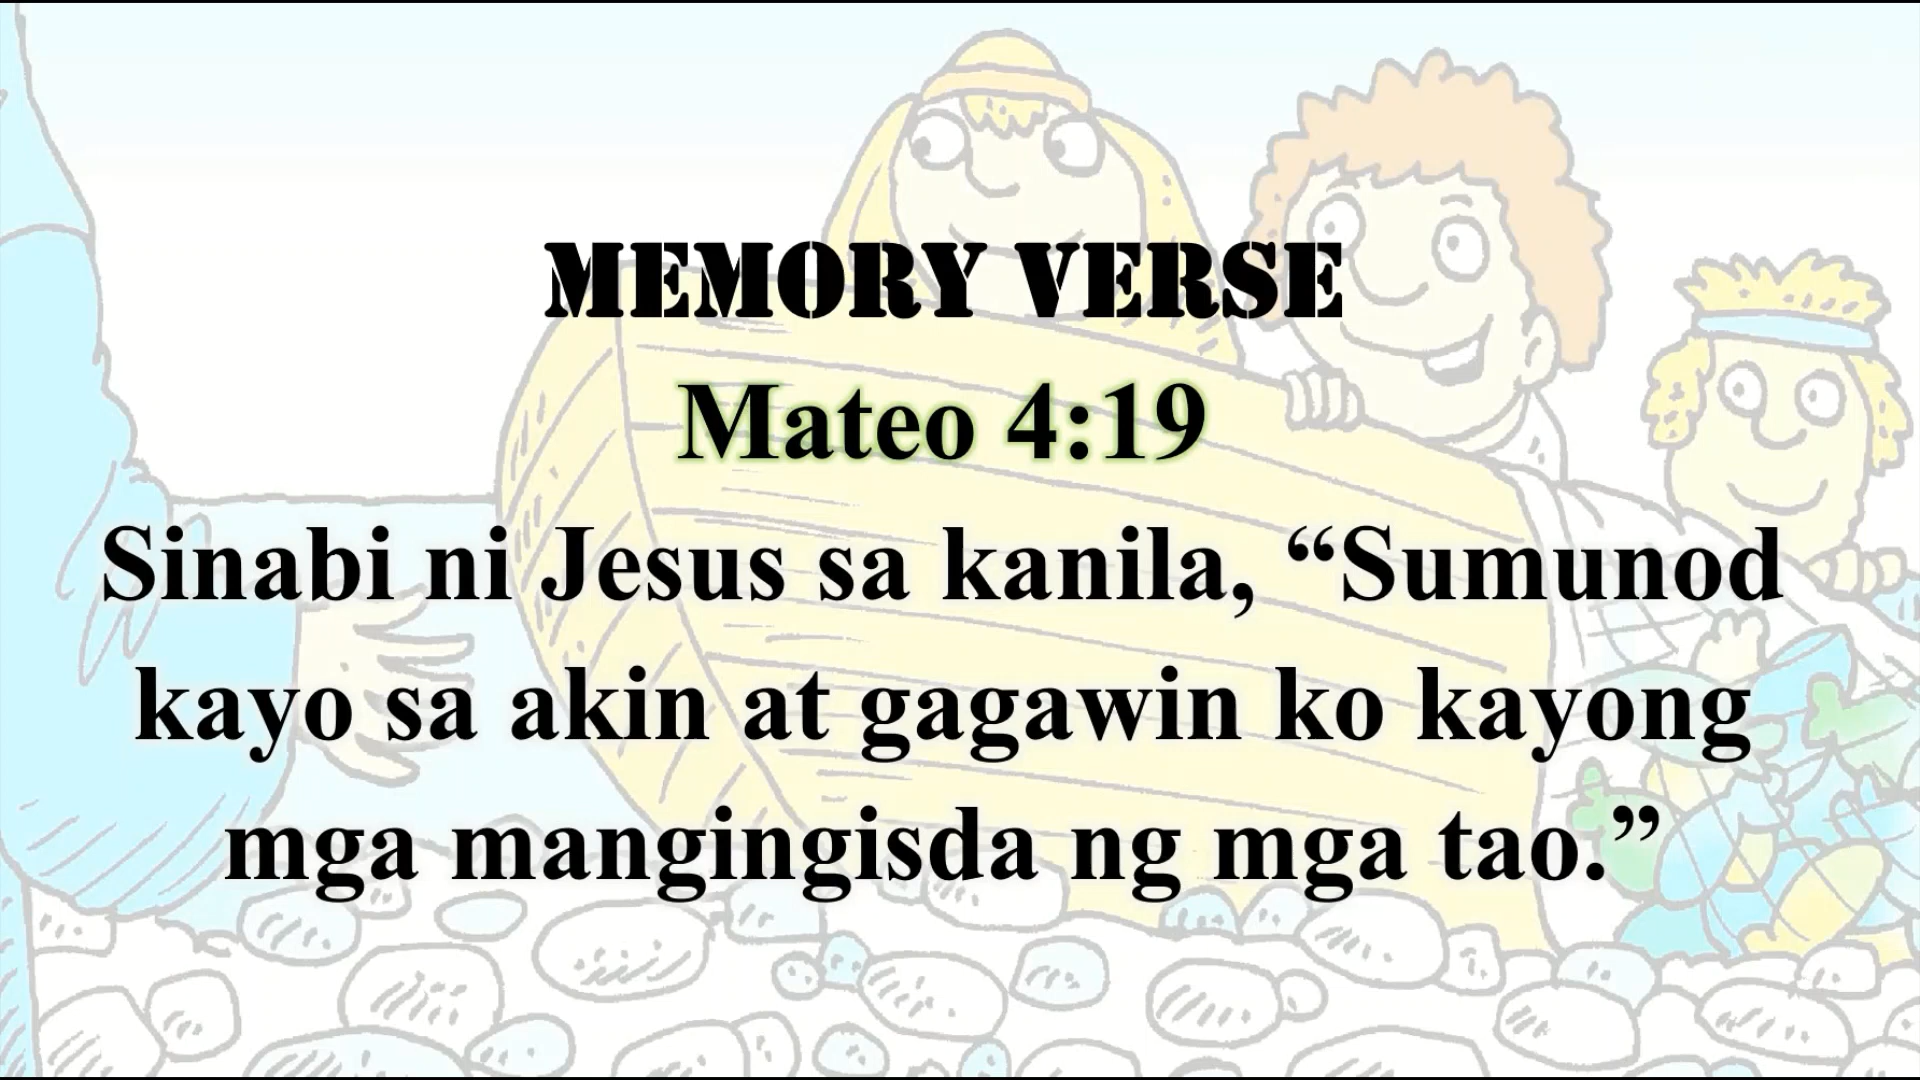 MEMORY VERSE
Mateo 4:19
Sinabi ni Jesus sa kanila, “Sumunod
kayo sa akin at gagawin ko kayong
mga mangingisda ng mga tao.”